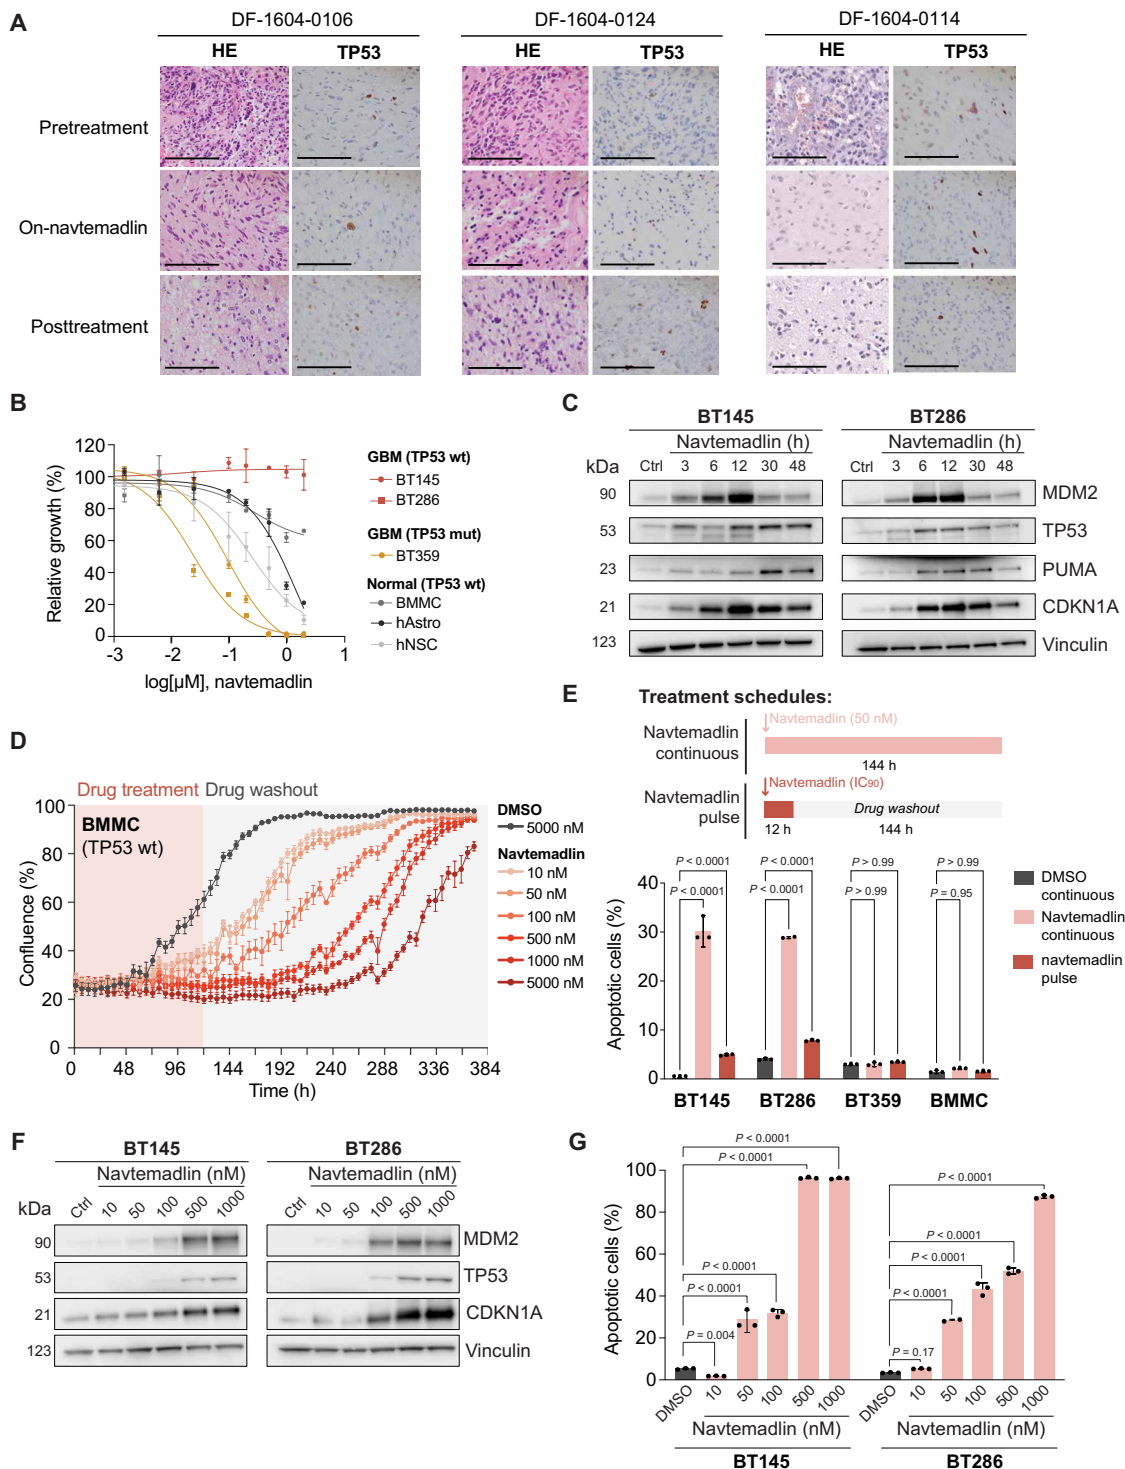 A
DF-1604-0106
DF-1604-0124
DF-1604-0114
HE TP53 HE TP53 HE TP53
Pretreatment
On-navtemadlin
Posttreatment
B
Relative growth (%)
120
100
80
60
40
20
0
-3 -2 -1 0 1
log[µM], navtemadlin
GBM (TP53 wt)
BT145
BT286
GBM (TP53 mut)
BT359
Normal (TP53 wt)
BMMC
hAstro
hNSC
C
BT145 BT286
Navtemadlin (h) Navtemadlin (h)
kDa Ctrl 3 6 12 30 48 Ctrl 3 6 12 30 48
90 MDM2
53 TP53
23 PUMA
21 CDKN1A
123 Vinculin
D
Drug treatment Drug washout
BMMC
(TP53 wt)
Confluence (%)
100
80
60
40
20
0
0 48 96 144 192 240 288 336 384
Time (h)
DMSO
5000 nM
Navtemadlin
10 nM
50 nM
100 nM
500 nM
1000 nM
5000 nM
E
Treatment schedules:
Navtemadlin (50 nM)
Navtemadlin
continuous
144 h
Navtemadlin (IC90)
Navtemadlin
pulse
Drug washout
12 h 144 h
P < 0.0001 P < 0.0001 P > 0.99 P > 0.99
P < 0.0001 P < 0.0001 P > 0.99 P = 0.95
Apoptotic cells (%)
40
30
20
10
0
BT145 BT286 BT359 BMMC
DMSO
continuous
Navtemadlin
continuous
navtemadlin
pulse
F
BT145 BT286
Navtemadlin (nM) Navtemadlin (nM)
kDa Ctrl 10 50 100 500 1000 Ctrl 10 50 100 500 1000
90 MDM2
53 TP53
21 CDKN1A
123 Vinculin
G
Apoptotic cells (%)
100
80
60
40
20
0
P < 0.0001
P < 0.0001
P < 0.0001
P < 0.0001
P = 0.004
P < 0.0001
P < 0.0001
P < 0.0001
P < 0.0001
P = 0.17
DMSO 10 50 100 500 1000 DMSO 10 50 100 500 1000
Navtemadlin (nM) Navtemadlin (nM)
BT145 BT286